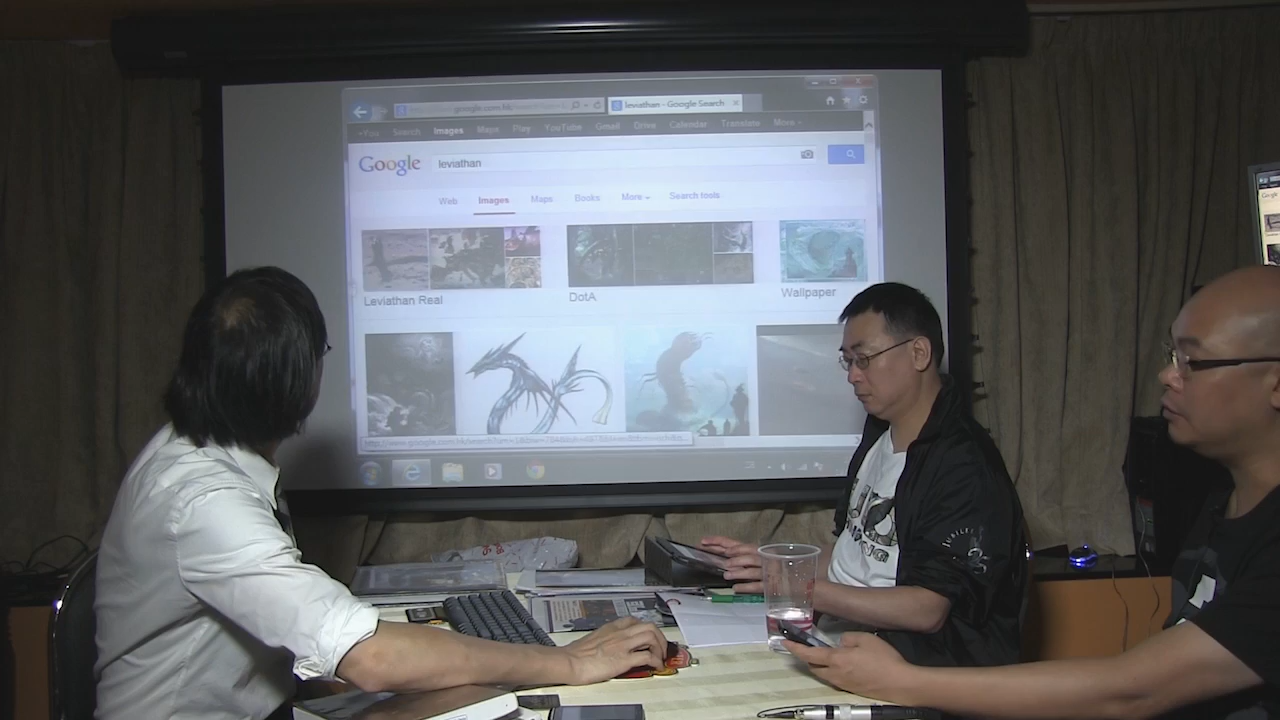 leviathan - Google Search
+You Search Images Maps Play YouTube Gmail Drive Calendar Translate More
Google leviathan
Web Images Maps Books More Search tools
Leviathan Real DotA Wallpaper
JUBILEE